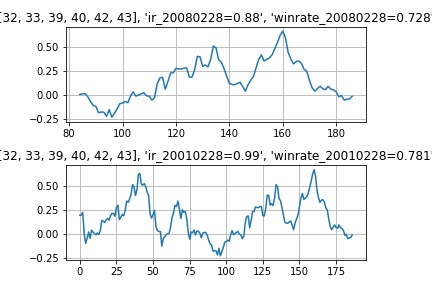 [32, 33, 39, 40, 42, 43], 'ir_20080228=0.88', 'winrate_20080228=0.728'
0.50
0.25
0.00
−0.25
80 100 120 140 160 180
[32, 33, 39, 40, 42, 43], 'ir_20010228=0.99', 'winrate_20010228=0.781'
0.50
0.25
0.00
−0.25
0 25 50 75 100 125 150 175